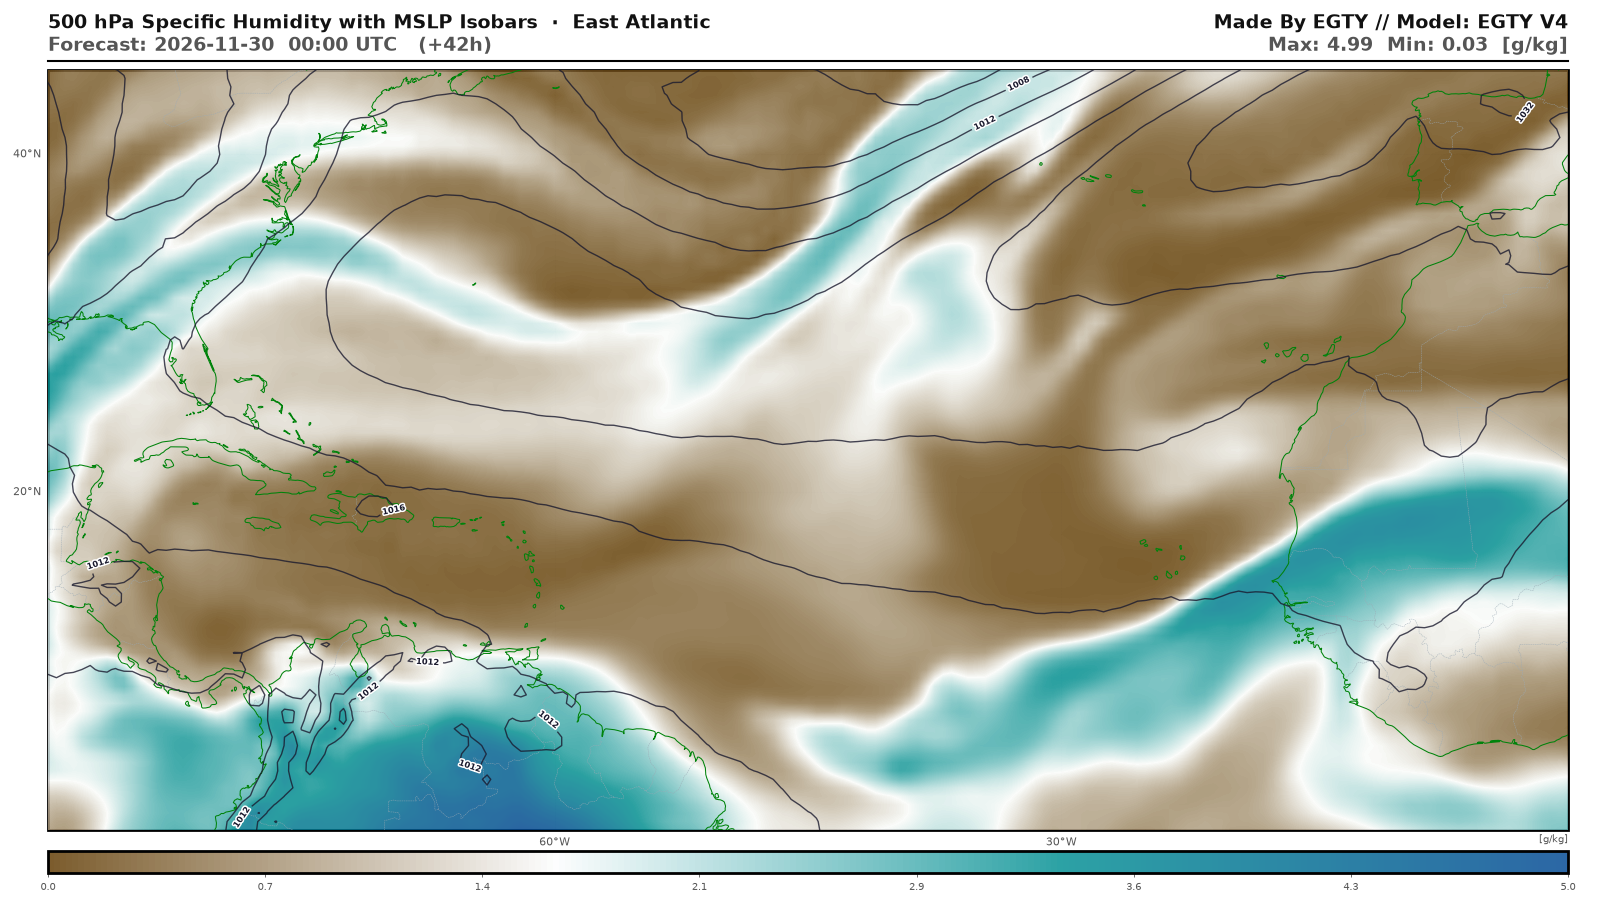 500 hPa Specific Humidity with MSLP Isobars · East Atlantic
Made By EGTY // Model: EGTY V4
Forecast: 2026-11-30 00:00 UTC (+42h)
Max: 4.99 Min: 0.03 [g/kg]
1008
1032
1012
40°N
20°N
1016
1012
1012
1012
1012
1012
1012
60°W
30°W
[g/kg]
0.0 0.7 1.4 2.1 2.9 3.6 4.3 5.0